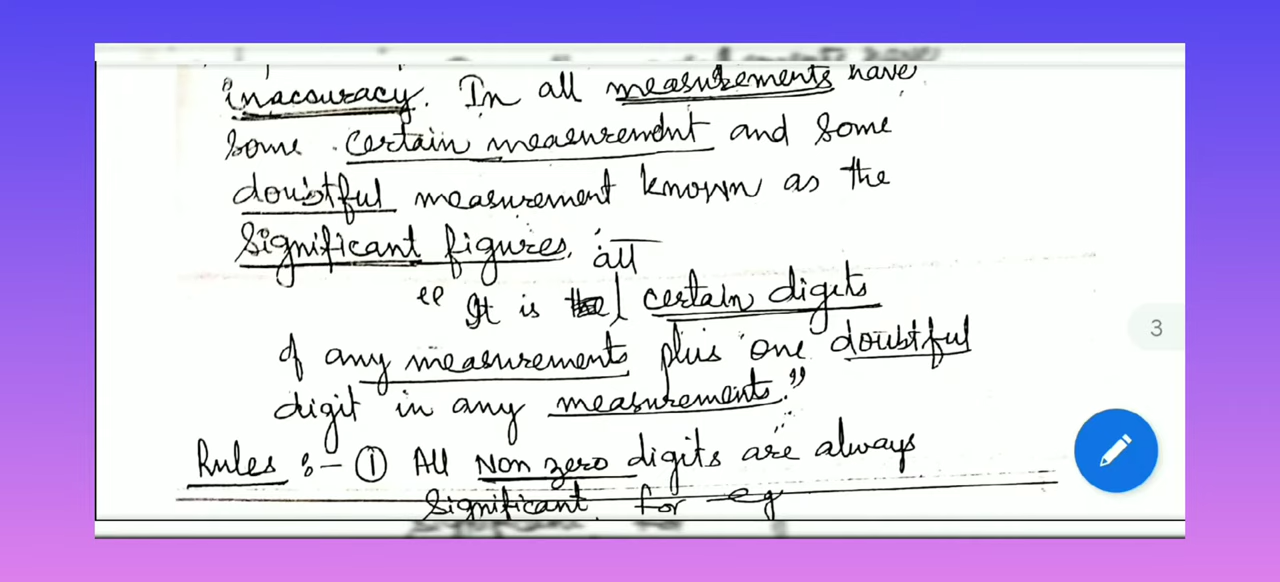 inaccuracy. In all measurements have
some certain measurement and some
doubtful measurement known as the
significant figures.
all
"It is certain digits
of any measurements plus one doubtful
digit in any measurements."
Rules :- ① All Non zero digits are always
significant. for eg
3